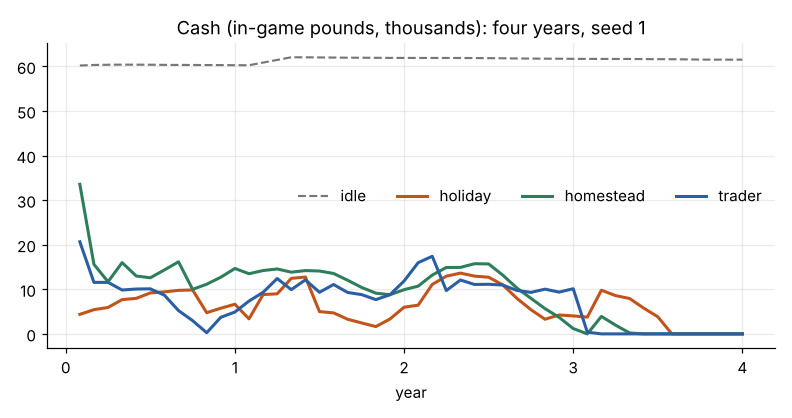 Cash (in-game pounds, thousands): four years, seed 1
60
50
40
30
20
10
0
idle holiday homestead trader
0 1 2 3 4
year